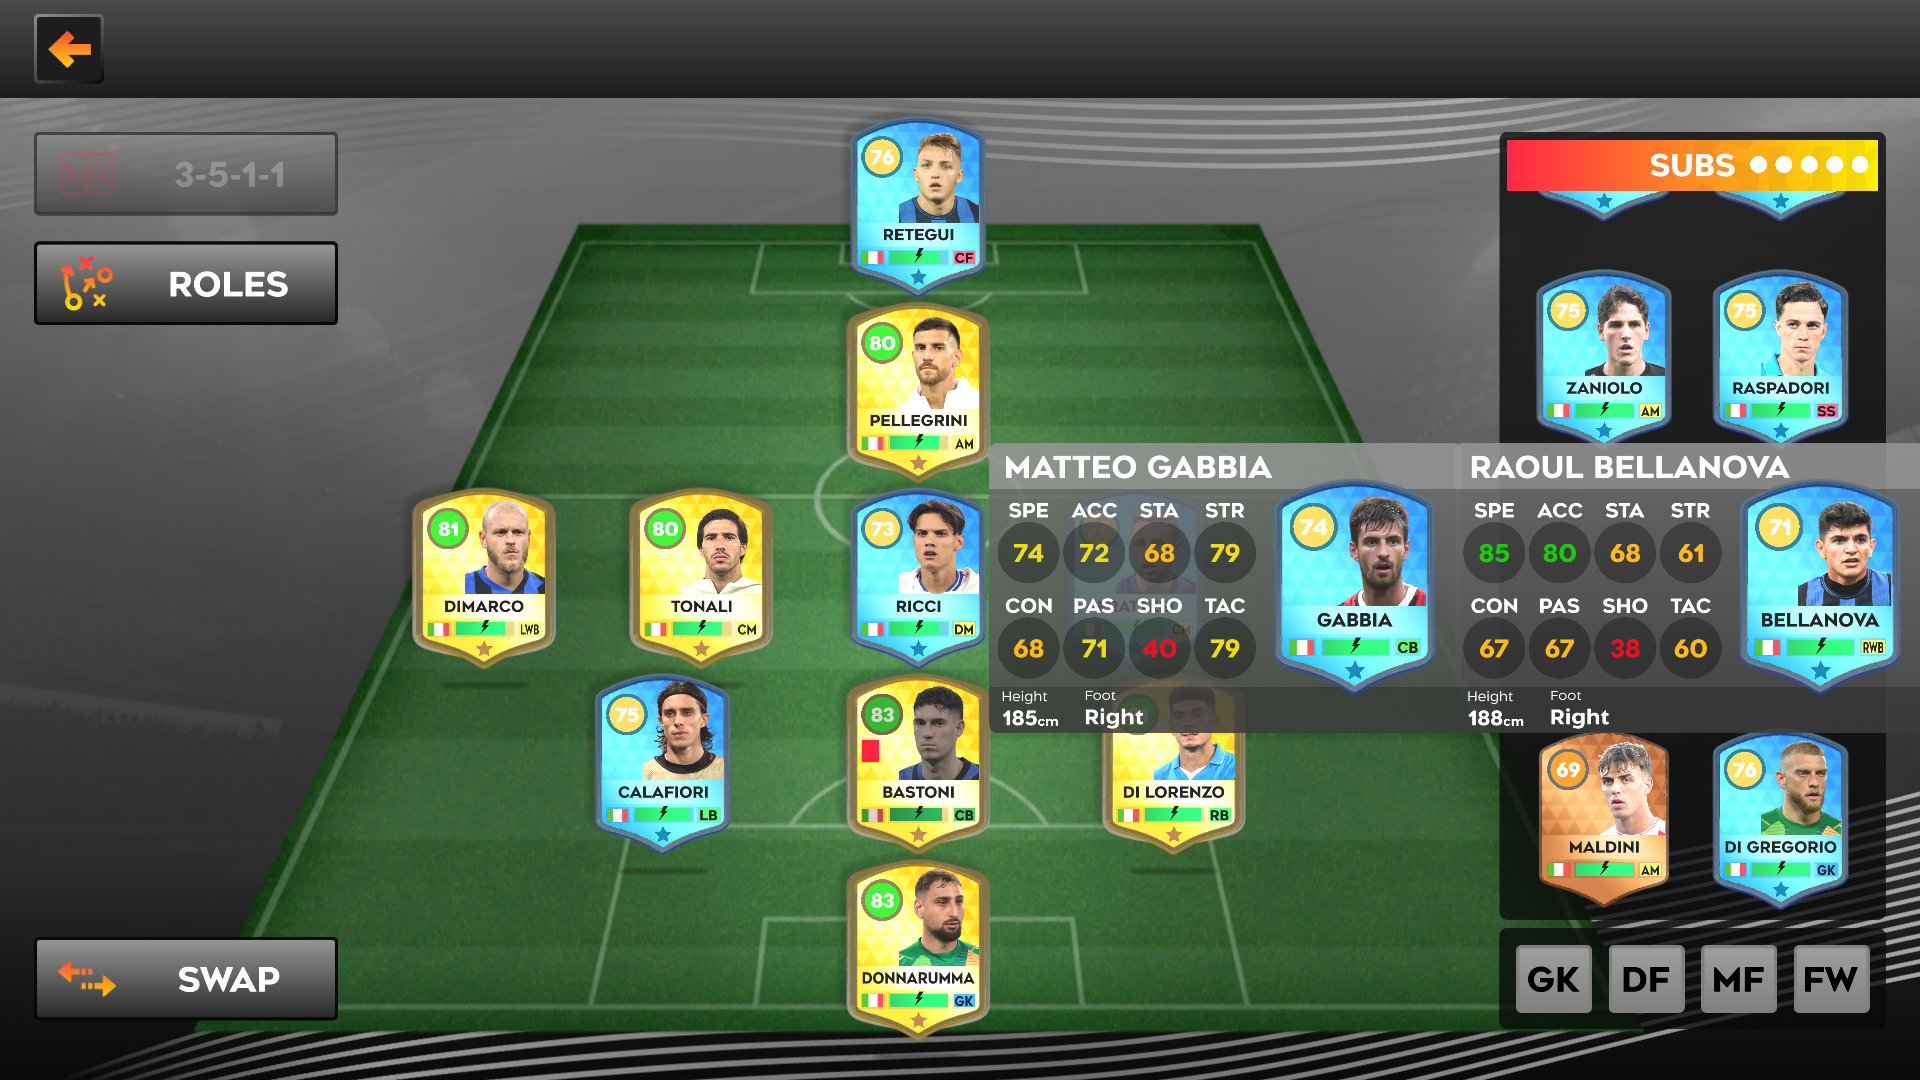 3-5-1-1
ROLES
SWAP
76
RETEGUI
CF
80
PELLEGRINI
AM
81
DIMARCO
LWB
80
TONALI
CM
73
RICCI
DM
CM
75
CALAFIORI
LB
83
BASTONI
CB
DI LORENZO
RB
83
DONNARUMMA
GK
SUBS
75
ZANIOLO
AM
75
RASPADORI
SS
MATTEO GABBIA
SPE ACC STA STR
74 72 68 79
CON PAS SHO TAC
68 71 40 79
Height Foot
185cm Right
74
GABBIA
CB
RAOUL BELLANOVA
SPE ACC STA STR
85 80 68 61
CON PAS SHO TAC
67 67 38 60
Height Foot
188cm Right
71
BELLANOVA
RWB
69
MALDINI
AM
76
DI GREGORIO
GK
GK DF MF FW